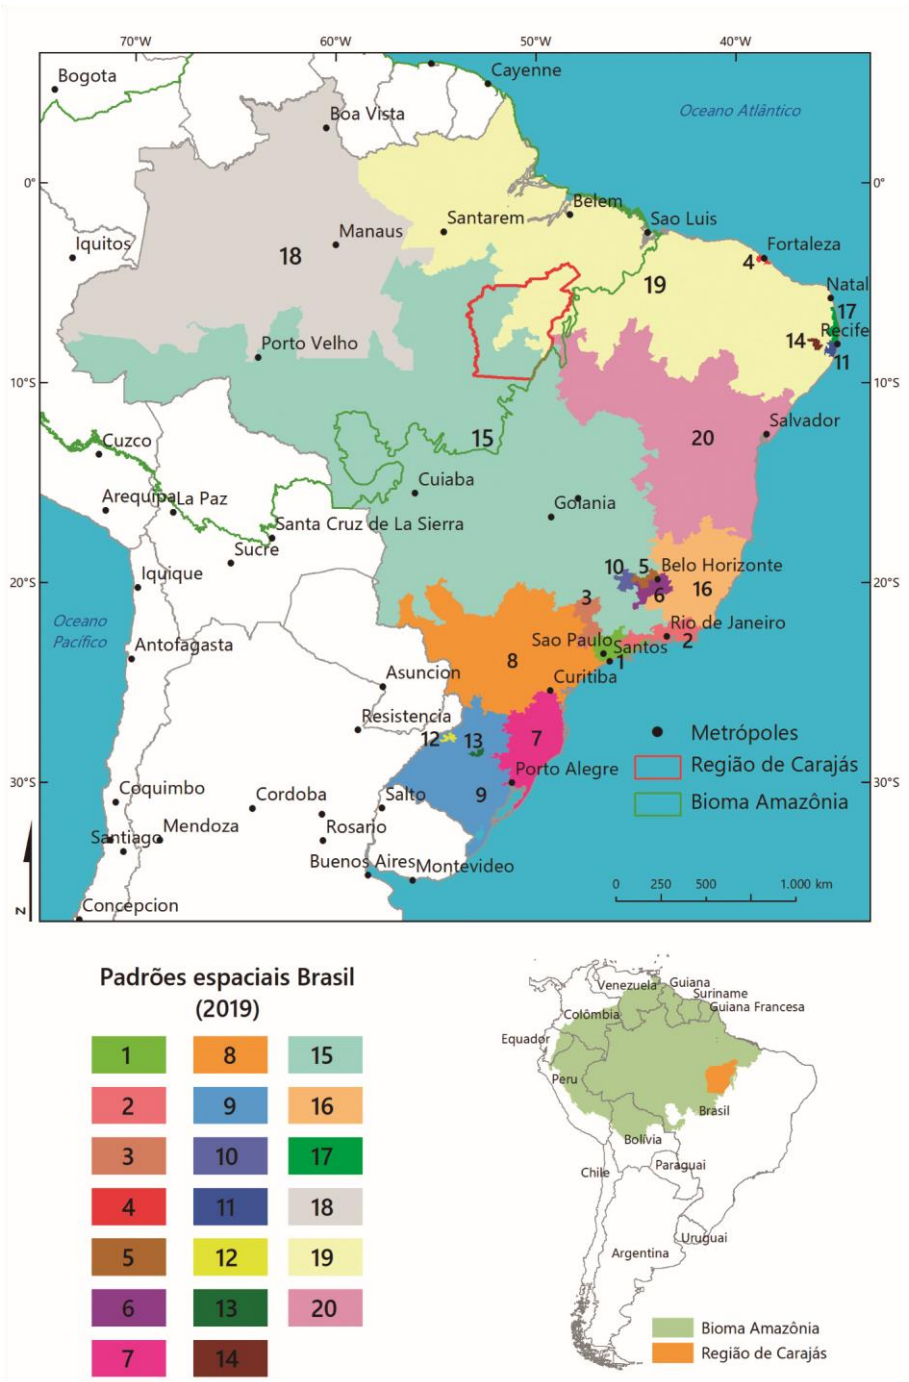 70°W
60°W
50°W
40°W
Bogota
Cayenne
Boa Vista
Oceano Atlântico
0°
0°
Belem
Santarem
Sao Luis
Manaus
Iquitos
18
Fortaleza
4
19
Natal
17
Porto Velho
14
Recife
11
10°S
10°S
15
20
Salvador
Cuzco
Cuiaba
Arequipa
La Paz
Goiania
Santa Cruz de La Sierra
Sucre
10
5
Belo Horizonte
Iquique
20°S
20°S
3
6
16
Oceano
Pacífico
Rio de Janeiro
Antofagasta
Sao Paulo
Santos
2
8
1
Asuncion
Curitiba
Resistencia
12
13
7
Metrópoles
Porto Alegre
Região de Carajás
30°S
30°S
Coquimbo
Cordoba
Salto
9
Bioma Amazônia
Santiago
Mendoza
Rosario
Buenos Aires
Montevideo
0
250
500
1.000 km
Concepcion
N
Padrões espaciais Brasil
(2019)
1
8
15
2
9
16
3
10
17
4
11
18
5
12
19
6
13
20
7
14
Venezuela
Guiana
Suriname
Guiana Francesa
Colômbia
Equador
Peru
Brasil
Bolívia
Chile
Paraguai
Uruguai
Argentina
Bioma Amazônia
Região de Carajás